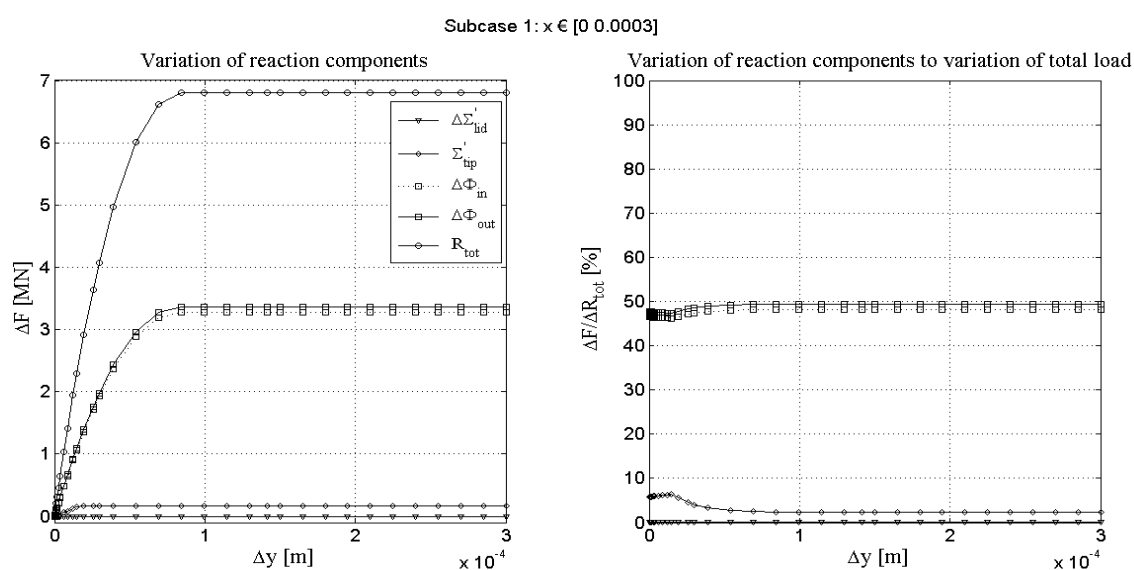 Subcase 1: x € [0 0.0003]
Variation of reaction components
7
6
5
4
3
2
1
0
ΔF [MN]
ΔΣ'lid
Σ'tip
ΔΦin
ΔΦout
Rtot
0 1 2 3
x 10-4
Δy [m]
Variation of reaction components to variation of total load
100
90
80
70
60
50
40
30
20
10
0
ΔF/ΔRtot [%]
0 1 2 3
x 10-4
Δy [m]